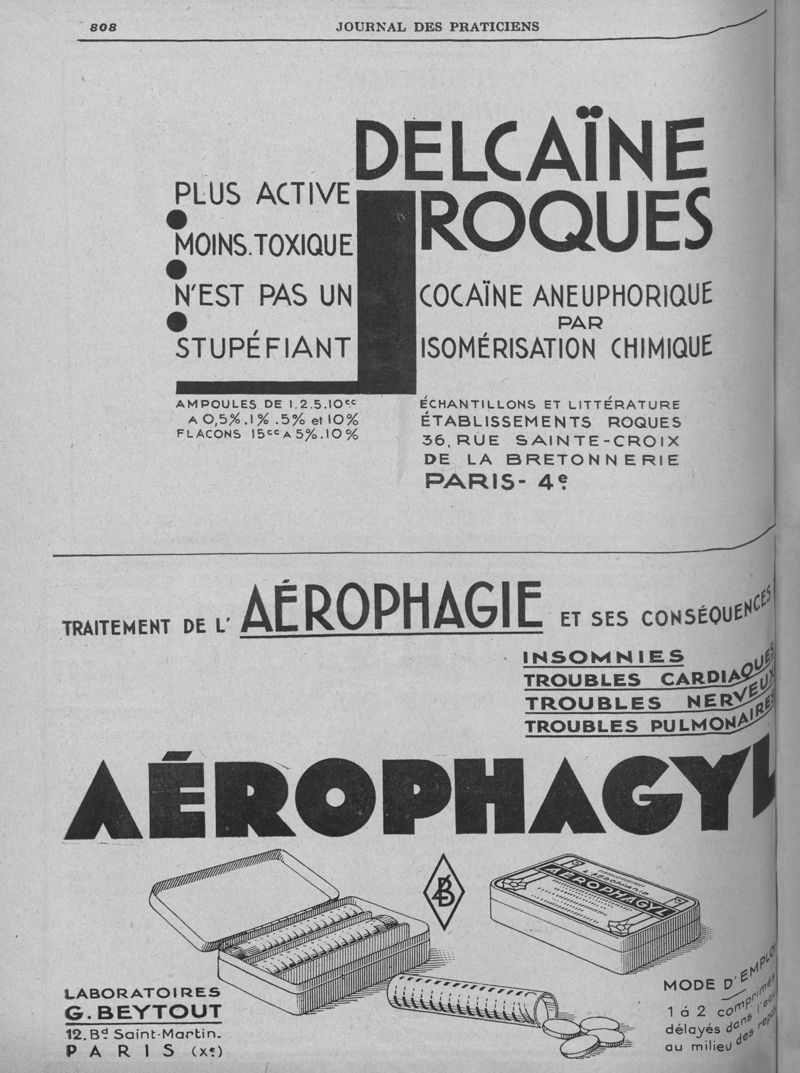 808
JOURNAL DES PRATICIENS
DELCAÏNE
ROQUES
PLUS ACTIVE
MOINS.TOXIQUE
N'EST PAS UN
STUPÉFIANT
COCAÏNE ANEUPHORIQUE
PAR
ISOMÉRISATION CHIMIQUE
AMPOULES DE 1.2.5.10cc
A 0,5%.1% .5% et 10%
FLACONS 15cc A 5%.10%
ÉCHANTILLONS ET LITTÉRATURE
ÉTABLISSEMENTS ROQUES
36, RUE SAINTE-CROIX
DE LA BRETONNERIE
PARIS- 4e.
TRAITEMENT DE L' AÉROPHAGIE ET SES CONSÉQUENCES
INSOMNIES
TROUBLES CARDIAQUES
TROUBLES NERVEUX
TROUBLES PULMONAIRES
AÉROPHAGYL
AÉROPHAGYL
LABORATOIRES
G. BEYTOUT
12, Bd Saint-Martin.
PARIS (Xe)
MODE D'EMPLOI
1 à 2 comprimés
délayés dans l'eau
au milieu des repas